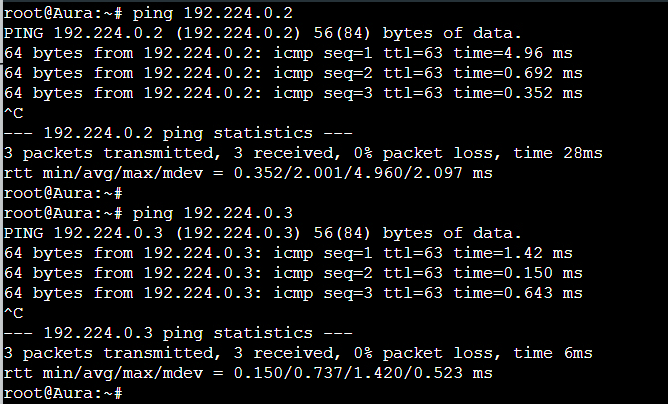 root@Aura:~# ping 192.224.0.2
PING 192.224.0.2 (192.224.0.2) 56(84) bytes of data.
64 bytes from 192.224.0.2: icmp seq=1 ttl=63 time=4.96 ms
64 bytes from 192.224.0.2: icmp seq=2 ttl=63 time=0.692 ms
64 bytes from 192.224.0.2: icmp seq=3 ttl=63 time=0.352 ms
^C
--- 192.224.0.2 ping statistics ---
3 packets transmitted, 3 received, 0% packet loss, time 28ms
rtt min/avg/max/mdev = 0.352/2.001/4.960/2.097 ms
root@Aura:~#
root@Aura:~# ping 192.224.0.3
PING 192.224.0.3 (192.224.0.3) 56(84) bytes of data.
64 bytes from 192.224.0.3: icmp seq=1 ttl=63 time=1.42 ms
64 bytes from 192.224.0.3: icmp seq=2 ttl=63 time=0.150 ms
64 bytes from 192.224.0.3: icmp seq=3 ttl=63 time=0.643 ms
^C
--- 192.224.0.3 ping statistics ---
3 packets transmitted, 3 received, 0% packet loss, time 6ms
rtt min/avg/max/mdev = 0.150/0.737/1.420/0.523 ms
root@Aura:~#